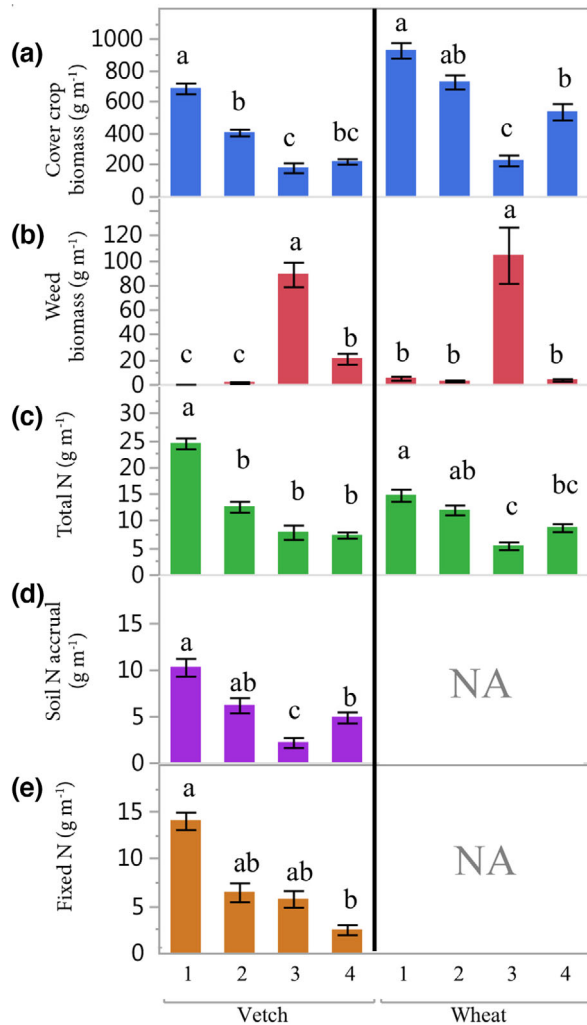 (a)
Cover crop
biomass (g m⁻¹)
1000
800
600
400
200
0
a
b
c
bc
a
ab
c
b
(b)
Weed
biomass (g m⁻¹)
120
100
80
60
40
20
0
c
c
a
b
b
b
a
b
(c)
Total N (g m⁻¹)
30
25
20
15
10
5
0
a
b
b
b
a
ab
c
bc
(d)
Soil N accrual
(g m⁻¹)
15
10
5
0
a
ab
c
b
NA
(e)
Fixed N (g m⁻¹)
15
10
5
0
a
ab
ab
b
NA
1 2 3 4 1 2 3 4
Vetch Wheat